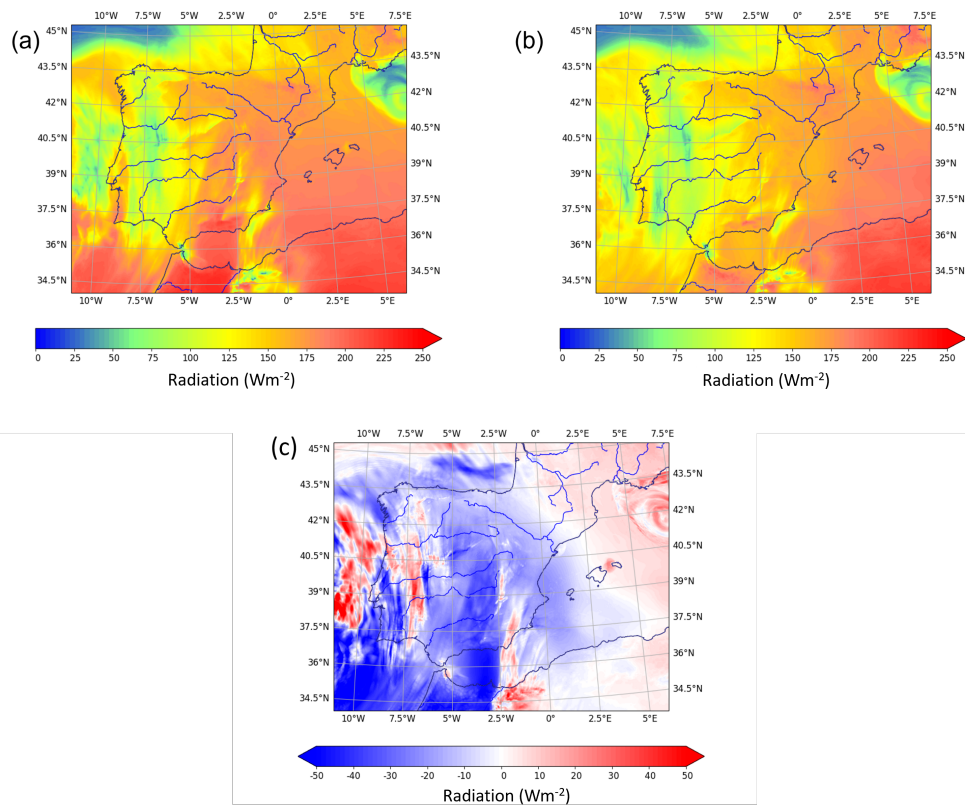 (a)
10°W 7.5°W 5°W 2.5°W 0° 2.5°E 5°E 7.5°E
45°N
43.5°N 43.5°N
42°N 42°N
40.5°N 40.5°N
39°N 39°N
37.5°N 37.5°N
36°N 36°N
34.5°N 34.5°N
10°W 7.5°W 5°W 2.5°W 0° 2.5°E 5°E
0 25 50 75 100 125 150 175 200 225 250
Radiation (Wm-2)
(b)
10°W 7.5°W 5°W 2.5°W 0° 2.5°E 5°E 7.5°E
45°N
43.5°N 43.5°N
42°N 42°N
40.5°N 40.5°N
39°N 39°N
37.5°N 37.5°N
36°N 36°N
34.5°N 34.5°N
10°W 7.5°W 5°W 2.5°W 0° 2.5°E 5°E
0 25 50 75 100 125 150 175 200 225 250
Radiation (Wm-2)
(c)
10°W 7.5°W 5°W 2.5°W 0° 2.5°E 5°E 7.5°E
45°N
43.5°N 43.5°N
42°N 42°N
40.5°N 40.5°N
39°N 39°N
37.5°N 37.5°N
36°N 36°N
34.5°N 34.5°N
10°W 7.5°W 5°W 2.5°W 0° 2.5°E 5°E
-50 -40 -30 -20 -10 0 10 20 30 40 50
Radiation (Wm-2)